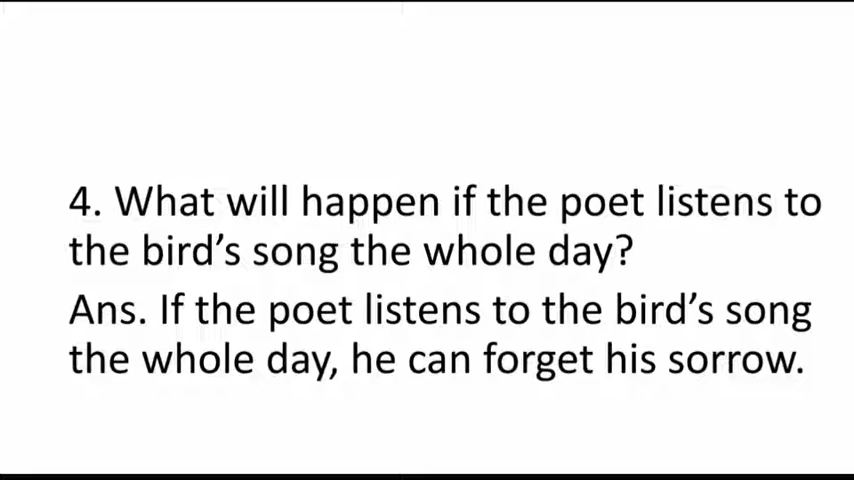 4. What will happen if the poet listens to
the bird’s song the whole day?
Ans. If the poet listens to the bird’s song
the whole day, he can forget his sorrow.